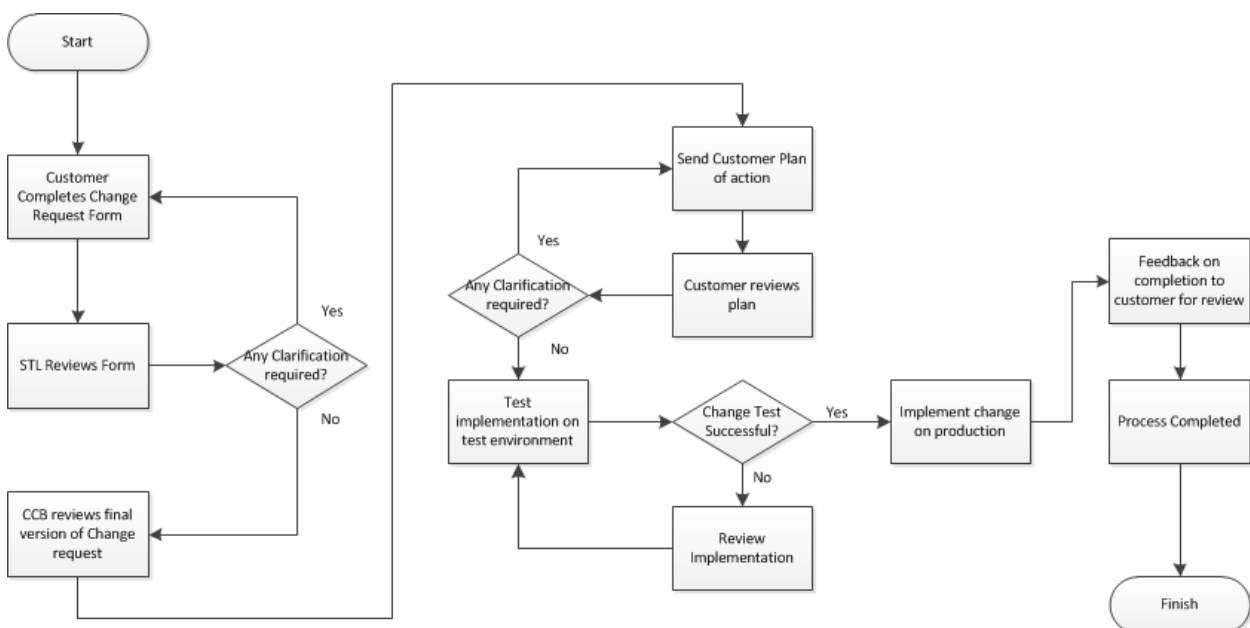 Start
Customer
Completes Change
Request Form
STL Reviews Form
Any Clarification
required?
Yes
No
CCB reviews final
version of Change
request
Send Customer Plan
of action
Customer reviews
plan
Any Clarification
required?
Yes
No
Test
implementation on
test environment
Change Test
Successful?
Yes
No
Review
Implementation
Implement change
on production
Feedback on
completion to
customer for review
Process Completed
Finish